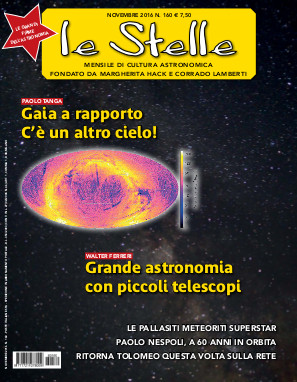 NOVEMBRE 2016 N. 160 € 7,50
le Stelle
MENSILE DI CULTURA ASTRONOMICA
FONDATO DA MARGHERITA HACK E CORRADO LAMBERTI
PAOLO TANGA
Gaia a rapporto
C'è un altro cielo!
WALTER FERRERI
Grande astronomia
con piccoli telescopi
LE PALLASITI METEORITI SUPERSTAR
PAOLO NESPOLI, A 60 ANNI IN ORBITA
RITORNA TOLOMEO QUESTA VOLTA SULLA RETE